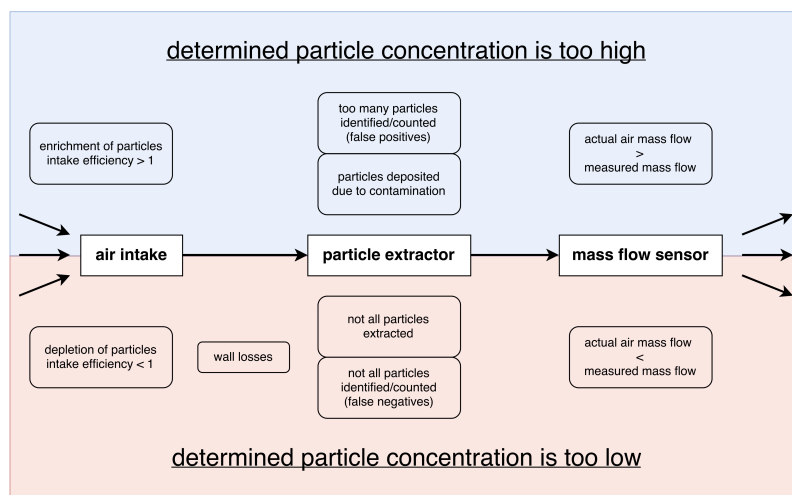 determined particle concentration is too high
too many particles
identified/counted
(false positives)
enrichment of particles
intake efficiency > 1
actual air mass flow
>
measured mass flow
particles deposited
due to contamination
air intake
particle extractor
mass flow sensor
not all particles
extracted
depletion of particles
intake efficiency < 1
wall losses
actual air mass flow
<
measured mass flow
not all particles
identified/counted
(false negatives)
determined particle concentration is too low